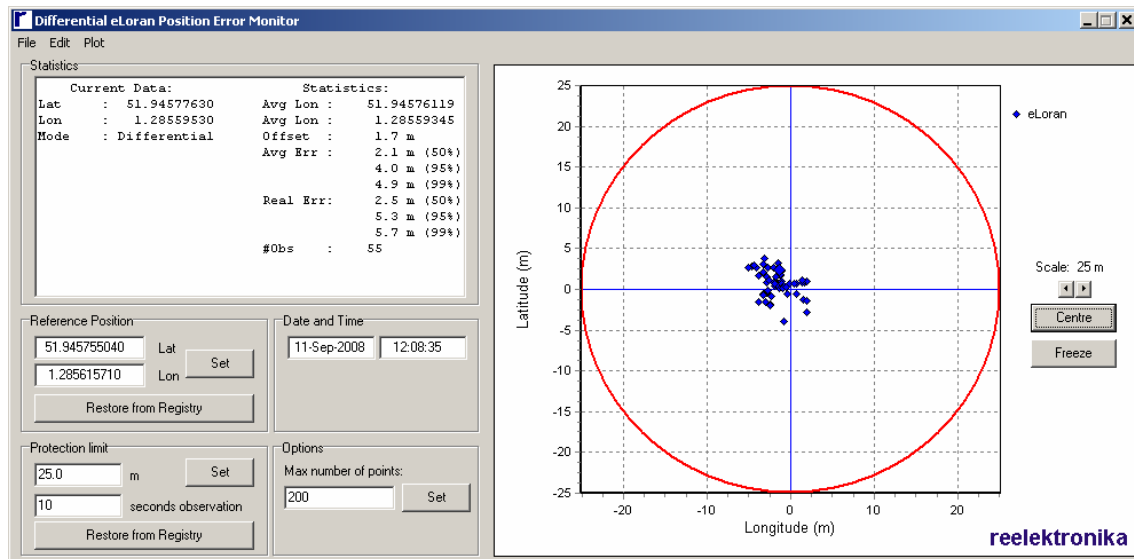 Differential eLoran Position Error Monitor
File Edit Plot
Statistics
Current Data: Statistics:
Lat : 51.94577630 Avg Lon : 51.94576119
Lon : 1.28559530 Avg Lon : 1.28559345
Mode : Differential Offset : 1.7 m
Avg Err : 2.1 m (50%)
4.0 m (95%)
4.9 m (99%)
Real Err: 2.5 m (50%)
5.3 m (95%)
5.7 m (99%)
#Obs : 55
Reference Position
51.945755040 Lat
1.285615710 Lon
Set
Restore from Registry
Date and Time
11-Sep-2008 12:08:35
Protection limit
25.0 m Set
10 seconds observation
Restore from Registry
Options
Max number of points:
200 Set
25
20
15
10
5
0
-5
-10
-15
-20
-25
Latitude (m)
-20 -10 0 10 20
Longitude (m)
eLoran
Scale: 25 m
Centre
Freeze
reelektronika